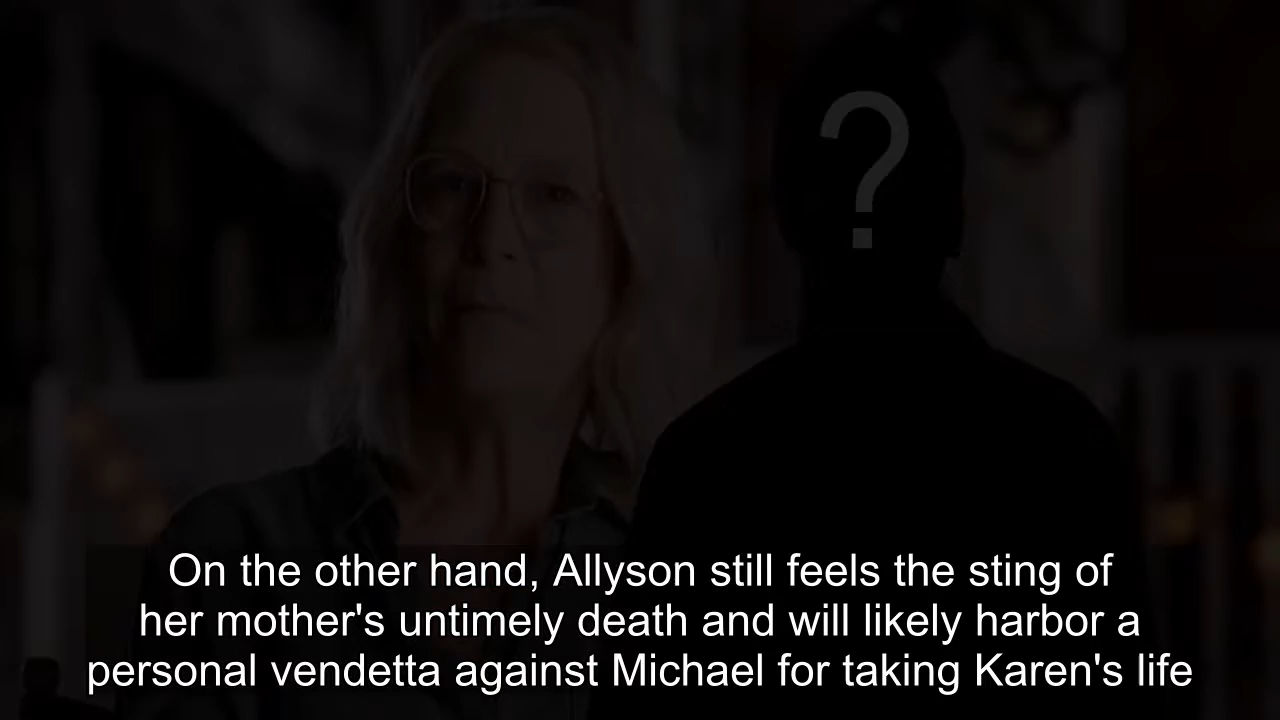 ?
On the other hand, Allyson still feels the sting of
her mother's untimely death and will likely harbor a
personal vendetta against Michael for taking Karen's life